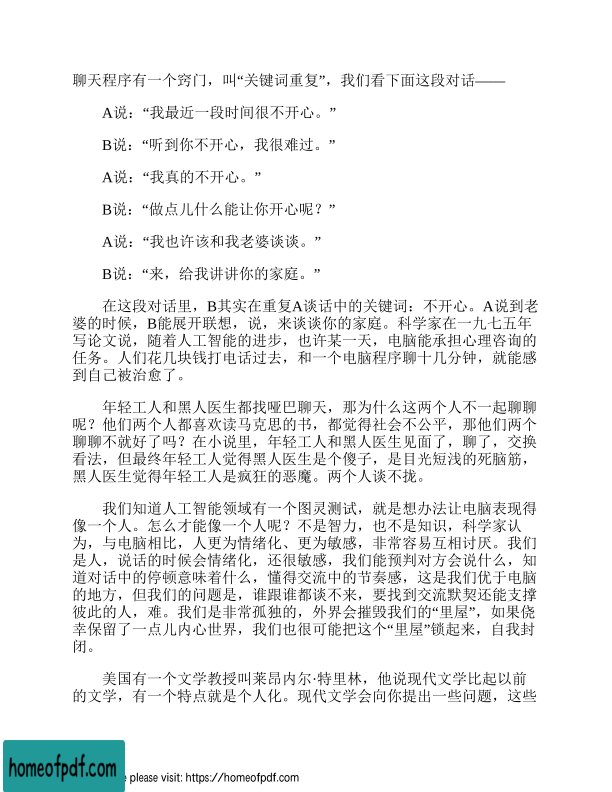 聊天程序有一个窍门，叫“关键词重复”，我们看下面这段对话——
A说：“我最近一段时间很不开心。”
B说：“听到你不开心，我很难过。”
A说：“我真的不开心。”
B说：“做点儿什么能让你开心呢？”
A说：“我也许该和我老婆谈谈。”
B说：“来，给我讲讲你的家庭。”
在这段对话里，B其实在重复A谈话中的关键词：不开心。A说到老
婆的时候，B能展开联想，说，来谈谈你的家庭。科学家在一九七五年
写论文说，随着人工智能的进步，也许某一天，电脑能承担心理咨询的
任务。人们花几块钱打电话过去，和一个电脑程序聊十几分钟，就能感
到自己被治愈了。
年轻工人和黑人医生都找哑巴聊天，那为什么这两个人不一起聊聊
呢？他们两个人都喜欢读马克思的书，都觉得社会不公平，那他们两个
聊聊不就好了吗？在小说里，年轻工人和黑人医生见面了，聊了，交换
看法，但最终年轻工人觉得黑人医生是个傻子，是目光短浅的死脑筋，
黑人医生觉得年轻工人是疯狂的恶魔。两个人谈不拢。
我们知道人工智能领域有一个图灵测试，就是想办法让电脑表现得
像一个人。怎么才能像一个人呢？不是智力，也不是知识，科学家认
为，与电脑相比，人更为情绪化、更为敏感，非常容易互相讨厌。我们
是人，说话的时候会情绪化，还很敏感，我们能预判对方会说什么，知
道对话中的停顿意味着什么，懂得交流中的节奏感，这是我们优于电脑
的地方，但我们的问题是，谁跟谁都谈不来，要找到交流默契还能支撑
彼此的人，难。我们是非常孤独的，外界会摧毁我们的“里屋”，如果侥
幸保留了一点儿内心世界，我们也很可能把这个“里屋”锁起来，自我封
闭。
美国有一个文学教授叫莱昂内尔·特里林，他说现代文学比起以前
的文学，有一个特点就是个人化。现代文学会向你提出一些问题，这些
homeofpdf.com
e please visit: https://homeofpdf.com